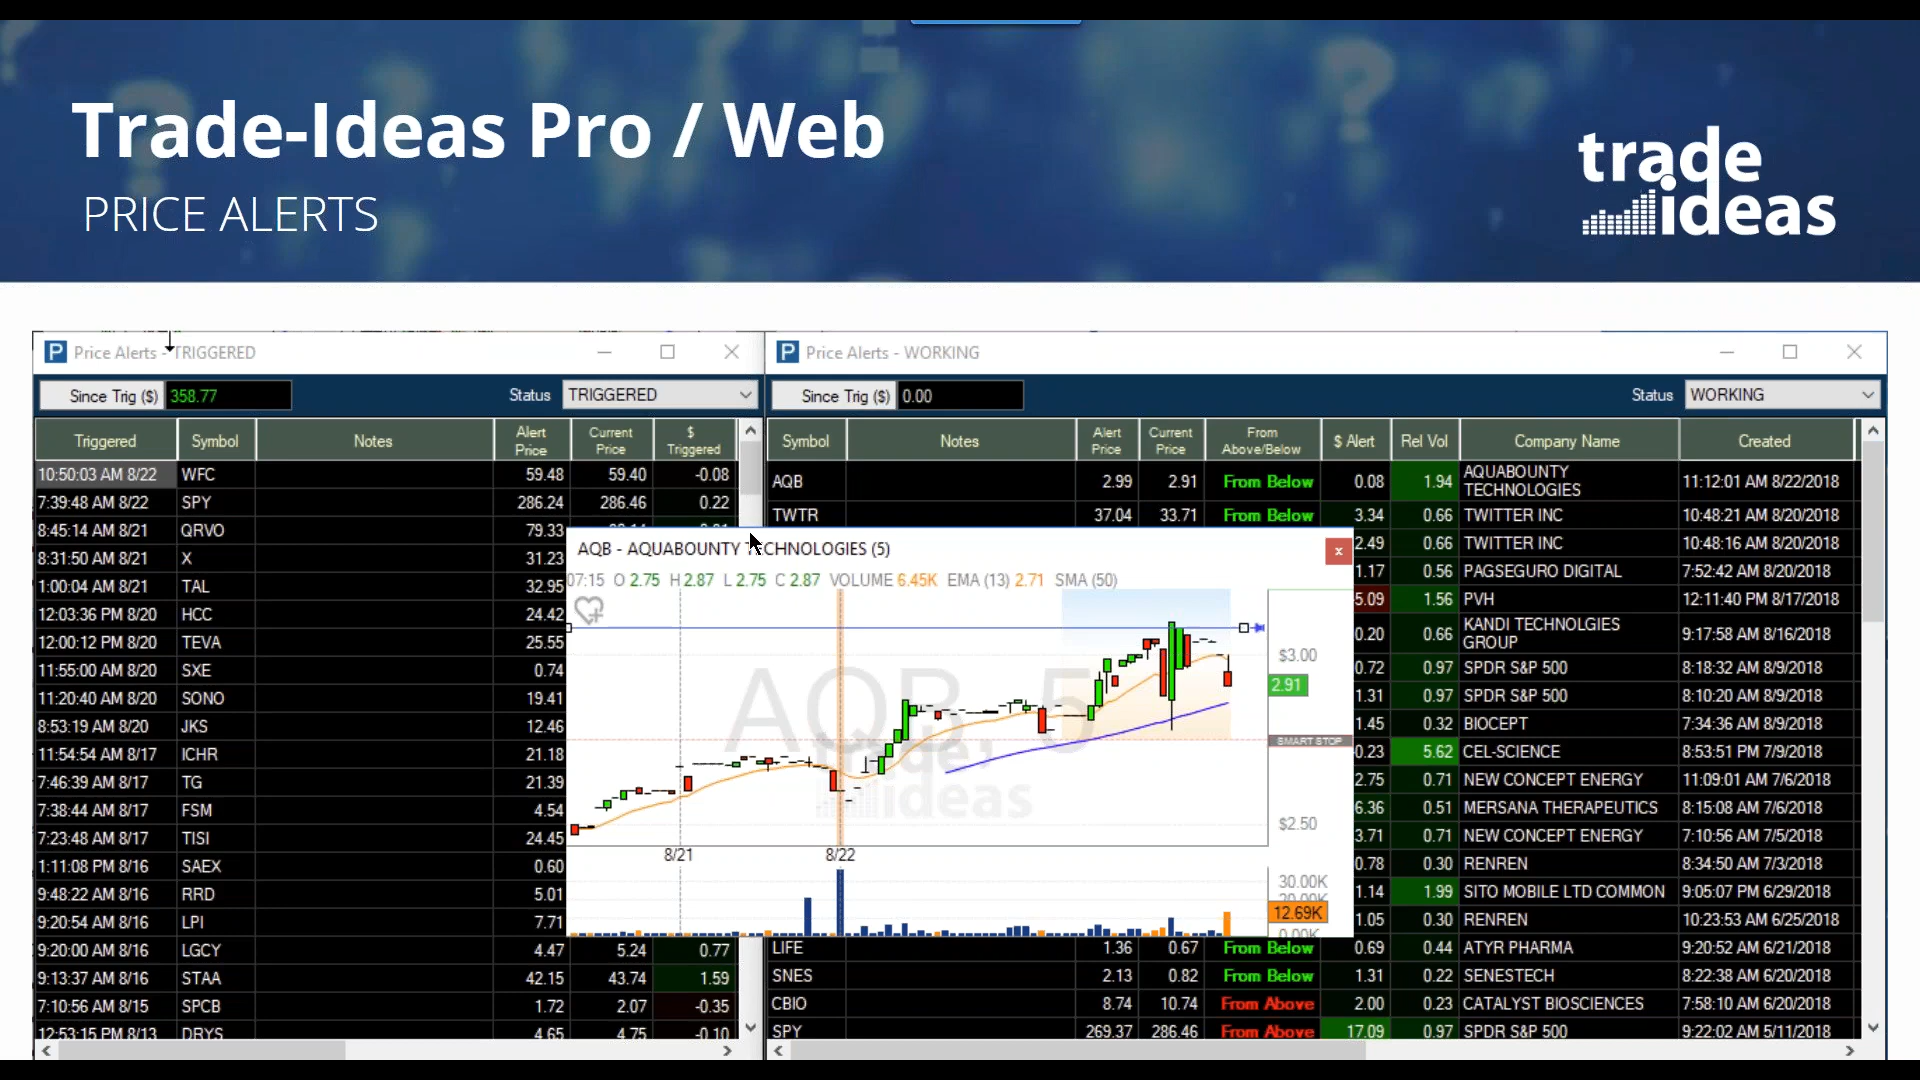 Trade-Ideas Pro / Web
PRICE ALERTS
trade
ideas
P Price Alerts - TRIGGERED
Since Trig ($) 358.77 Status TRIGGERED
Triggered Symbol Notes Alert Price Current Price $ Triggered
10:50:03 AM 8/22 WFC 59.48 59.40 -0.08
7:39:48 AM 8/22 SPY 286.24 286.46 0.22
8:45:14 AM 8/21 QRVO 79.33
8:31:50 AM 8/21 X 31.23
1:00:04 AM 8/21 TAL 32.95
12:03:36 PM 8/20 HCC 24.42
12:00:12 PM 8/20 TEVA 25.55
11:55:00 AM 8/20 SXE 0.74
11:20:40 AM 8/20 SONO 19.41
8:53:19 AM 8/20 JKS 12.46
11:54:54 AM 8/17 ICHR 21.18
7:46:39 AM 8/17 TG 21.39
7:38:44 AM 8/17 FSM 4.54
7:23:48 AM 8/17 TISI 24.45
1:11:08 PM 8/16 SAEX 0.60
9:48:22 AM 8/16 RRD 5.01
9:20:54 AM 8/16 LPI 7.71
9:20:00 AM 8/16 LGCY 4.47 5.24 0.77
9:13:37 AM 8/16 STAA 42.15 43.74 1.59
7:10:56 AM 8/15 SPCB 1.72 2.07 -0.35
12:53:15 PM 8/13 DRYS 4.65 4.75 -0.10
P Price Alerts - WORKING
Since Trig ($) 0.00 Status WORKING
Symbol Notes Alert Price Current Price From Above/Below $ Alert Rel Vol Company Name Created
AQB 2.99 2.91 From Below 0.08 1.94 AQUABOUNTY TECHNOLOGIES 11:12:01 AM 8/22/2018
TWTR 37.04 33.71 From Below 3.34 0.66 TWITTER INC 10:48:21 AM 8/20/2018
2.49 0.66 TWITTER INC 10:48:16 AM 8/20/2018
1.17 0.56 PAGSEGURO DIGITAL 7:52:42 AM 8/20/2018
5.09 1.56 PVH 12:11:40 PM 8/17/2018
0.20 0.66 KANDI TECHNOLGIES GROUP 9:17:58 AM 8/16/2018
0.72 0.97 SPDR S&P 500 8:18:32 AM 8/9/2018
1.31 0.97 SPDR S&P 500 8:10:20 AM 8/9/2018
1.45 0.32 BIOCEPT 7:34:36 AM 8/9/2018
0.23 5.62 CEL-SCIENCE 8:53:51 PM 7/9/2018
2.75 0.71 NEW CONCEPT ENERGY 11:09:01 AM 7/6/2018
6.36 0.51 MERSANA THERAPEUTICS 8:15:08 AM 7/6/2018
3.71 0.71 NEW CONCEPT ENERGY 7:10:56 AM 7/5/2018
0.78 0.30 RENREN 8:34:50 AM 7/3/2018
1.14 1.99 SITO MOBILE LTD COMMON 9:05:07 PM 6/29/2018
1.05 0.30 RENREN 10:23:53 AM 6/25/2018
LIFE 1.36 0.67 From Below 0.69 0.44 ATYR PHARMA 9:20:52 AM 6/21/2018
SNES 2.13 0.82 From Below 1.31 0.22 SENESTECH 8:22:38 AM 6/20/2018
CBIO 8.74 10.74 From Above 2.00 0.23 CATALYST BIOSCIENCES 7:58:10 AM 6/20/2018
SPY 269.37 286.46 From Above 17.09 0.97 SPDR S&P 500 9:22:02 AM 5/11/2018
AQB - AQUABOUNTY TECHNOLOGIES (5) x
07:15 O 2.75 H 2.87 L 2.75 C 2.87 VOLUME 6.45K EMA (13) 2.71 SMA (50)
AQB, 5
ideas
$3.00
2.91
SMART STOP
$2.50
8/21 8/22
30.00K
12.69K
0.00K